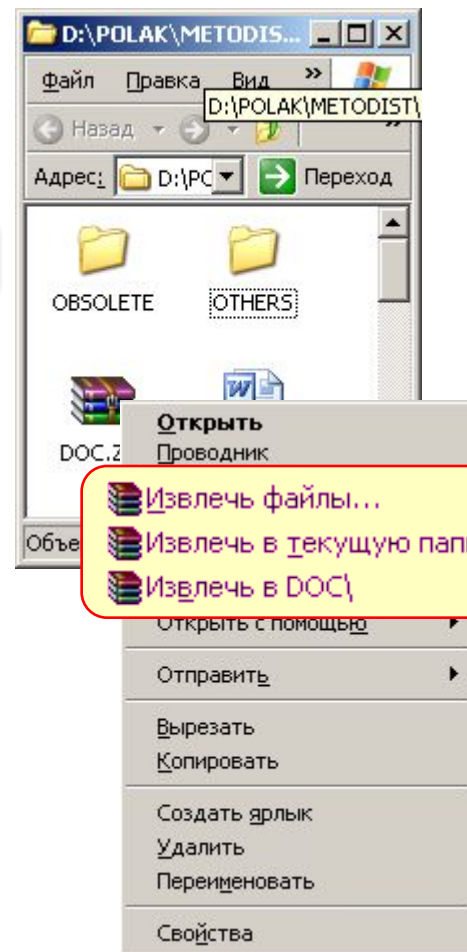 D:\POLAK\METODIS...
Файл Правка Вид »
D:\POLAK\METODIST\
Назад »
Адрес: D:\PC Переход
OBSOLETE OTHERS
DOC.Z
Открыть
Проводник
Извлечь файлы...
Извлечь в текущую пап
Объе
Извлечь в DOC\
Открыть с помощью
Отправить
Вырезать
Копировать
Создать ярлык
Удалить
Переименовать
Свойства